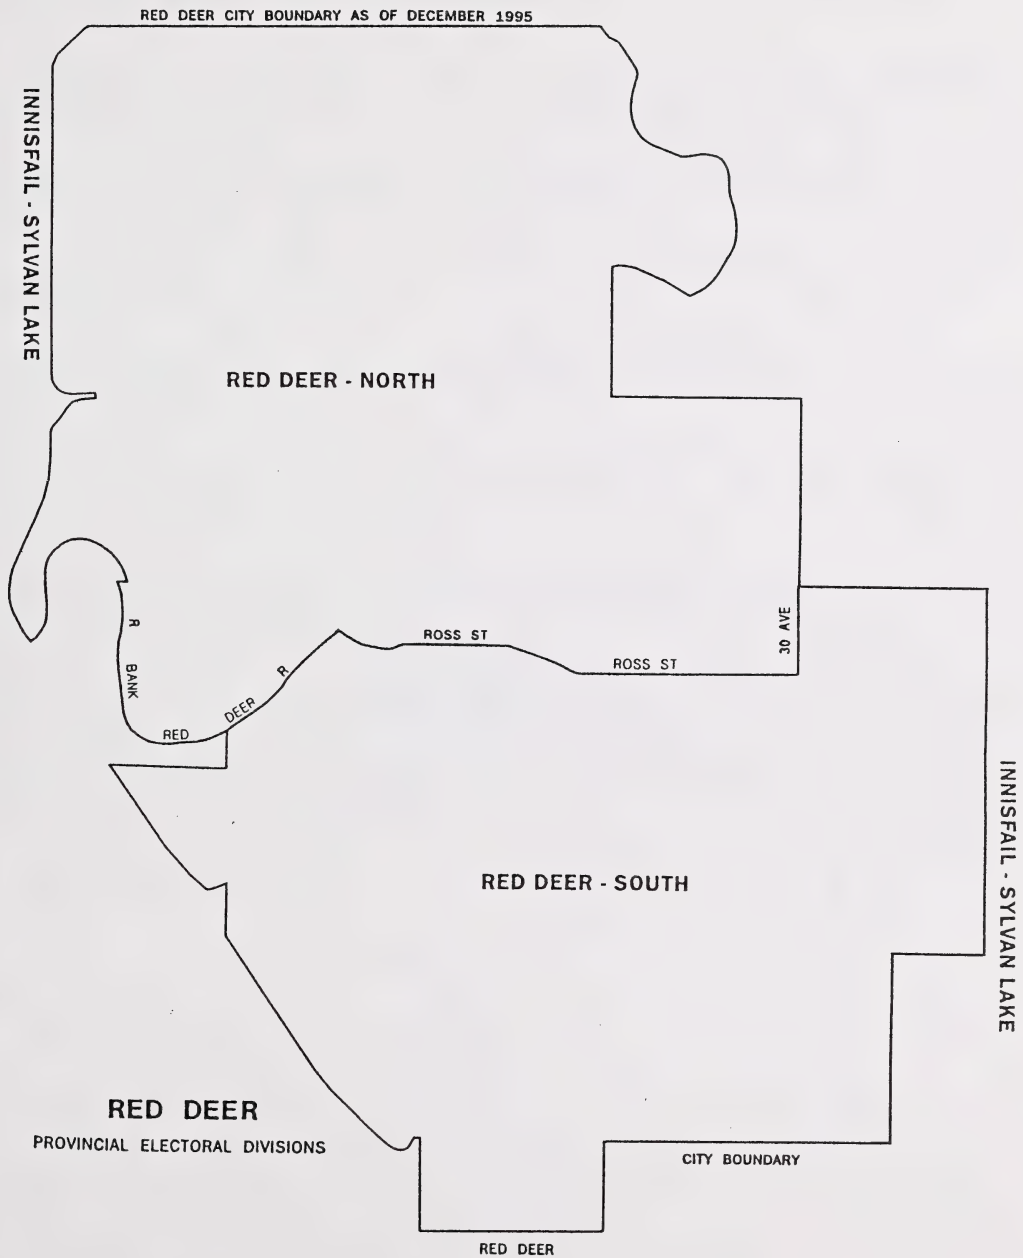 RED DEER CITY BOUNDARY AS OF DECEMBER 1995
INNISFAIL - SYLVAN LAKE
RED DEER - NORTH
30 AVE
R
BANK
RED
DEER
R
ROSS ST
ROSS ST
INNISFAIL - SYLVAN LAKE
RED DEER - SOUTH
RED DEER
PROVINCIAL ELECTORAL DIVISIONS
CITY BOUNDARY
RED DEER